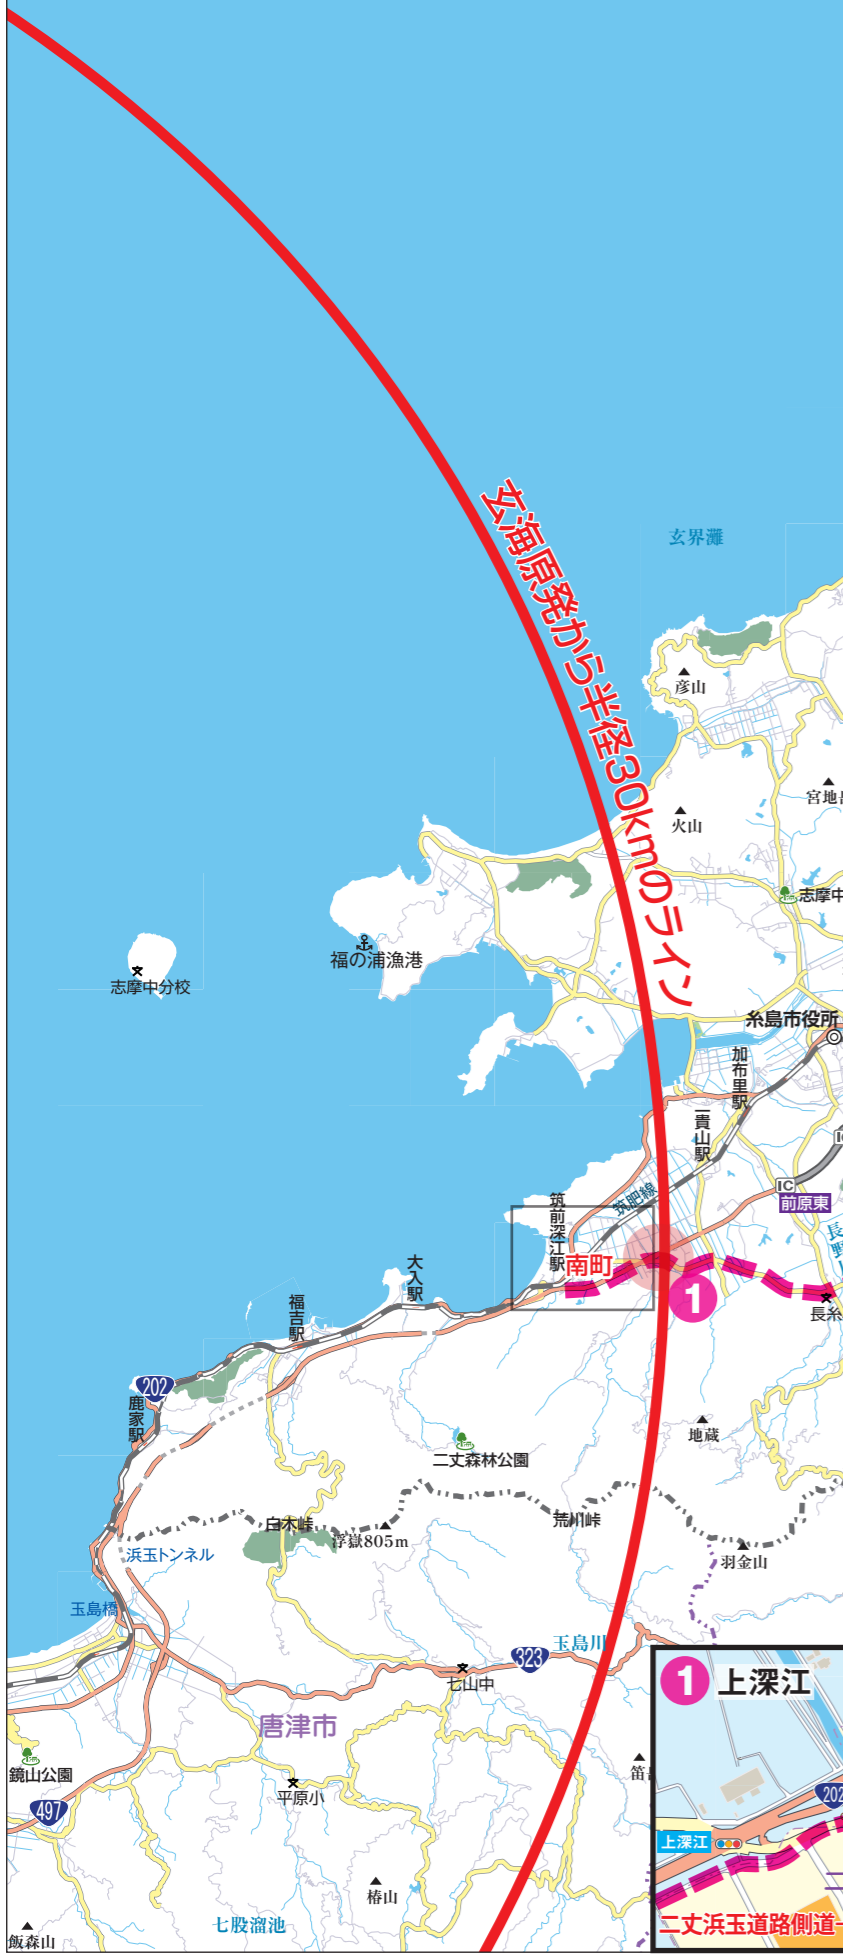 玄海原発から半径30kmのライン
玄界灘
彦山
宮地
火山
志摩中
福の浦漁港
志摩中分校
糸島市役所
加布里駅
一貴山駅
IC
IC
前原東
筑肥線
筑前深江駅
南町
1
長野
長糸
大入駅
福吉駅
202
鹿家駅
地蔵
二丈森林公園
白木峠
浮嶽805m
荒川峠
羽金山
浜玉トンネル
玉島橋
玉島川
323
七山中
唐津市
鏡山公園
平原小
497
笛
椿山
七股溜池
飯森山
1 上深江
202
上深江
二丈浜玉道路側道